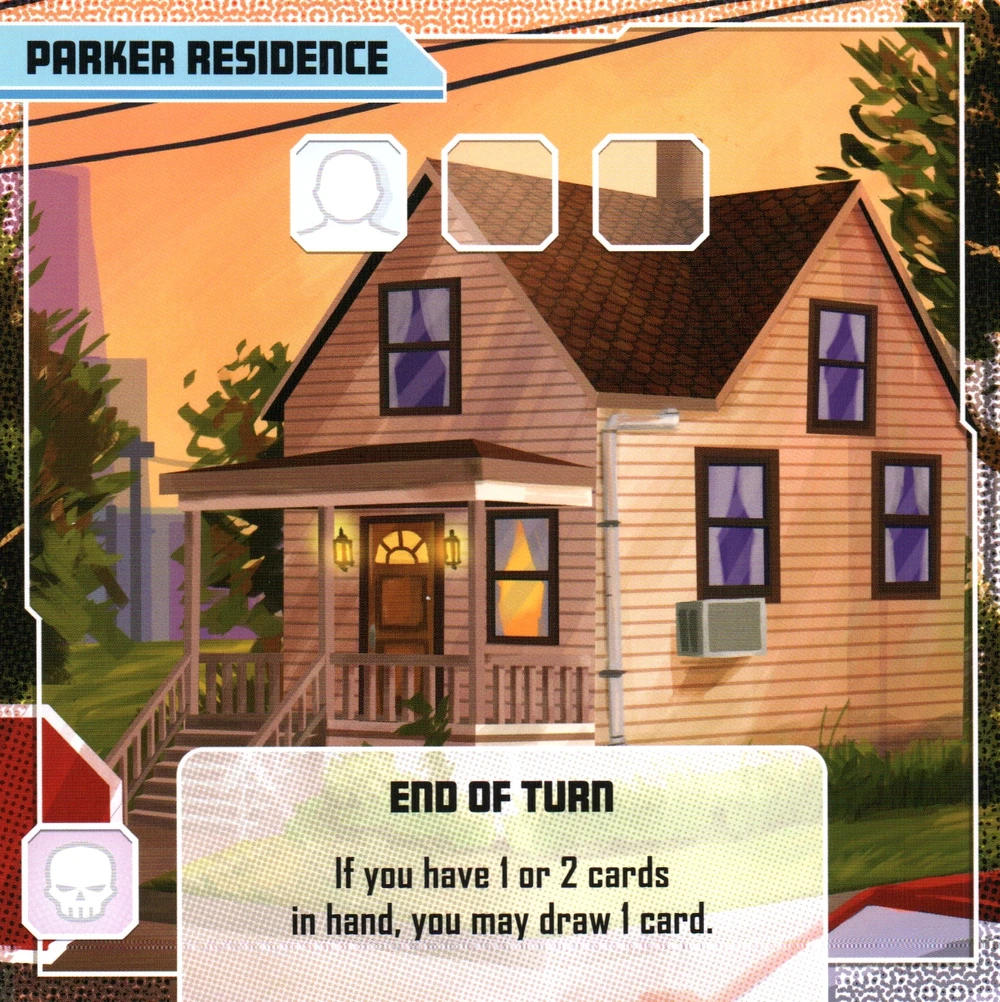 PARKER RESIDENCE
END OF TURN
If you have 1 or 2 cards
in hand, you may draw 1 card.